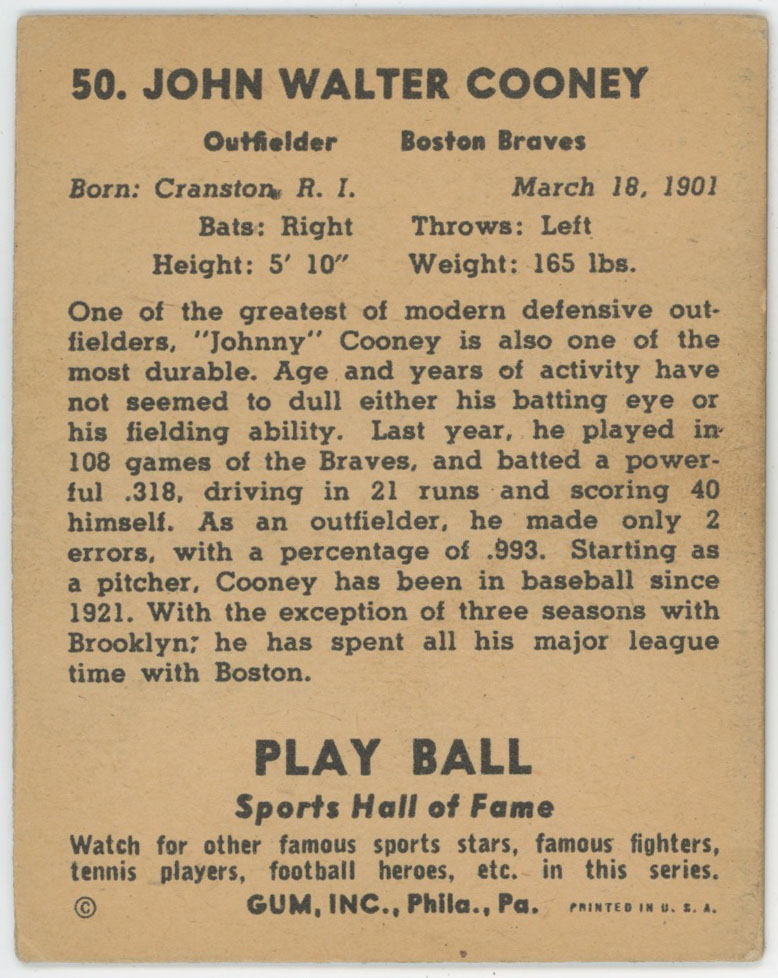 50. JOHN WALTER COONEY
Outfielder Boston Braves
Born: Cranston, R. I. March 18, 1901
Bats: Right Throws: Left
Height: 5' 10" Weight: 165 lbs.
One of the greatest of modern defensive out-
fielders, "Johnny" Cooney is also one of the
most durable. Age and years of activity have
not seemed to dull either his batting eye or
his fielding ability. Last year, he played in
108 games of the Braves, and batted a power-
ful .318, driving in 21 runs and scoring 40
himself. As an outfielder, he made only 2
errors, with a percentage of .993. Starting as
a pitcher, Cooney has been in baseball since
1921. With the exception of three seasons with
Brooklyn, he has spent all his major league
time with Boston.
PLAY BALL
Sports Hall of Fame
Watch for other famous sports stars, famous fighters,
tennis players, football heroes, etc. in this series.
© GUM, INC., Phila., Pa. PRINTED IN U. S. A.